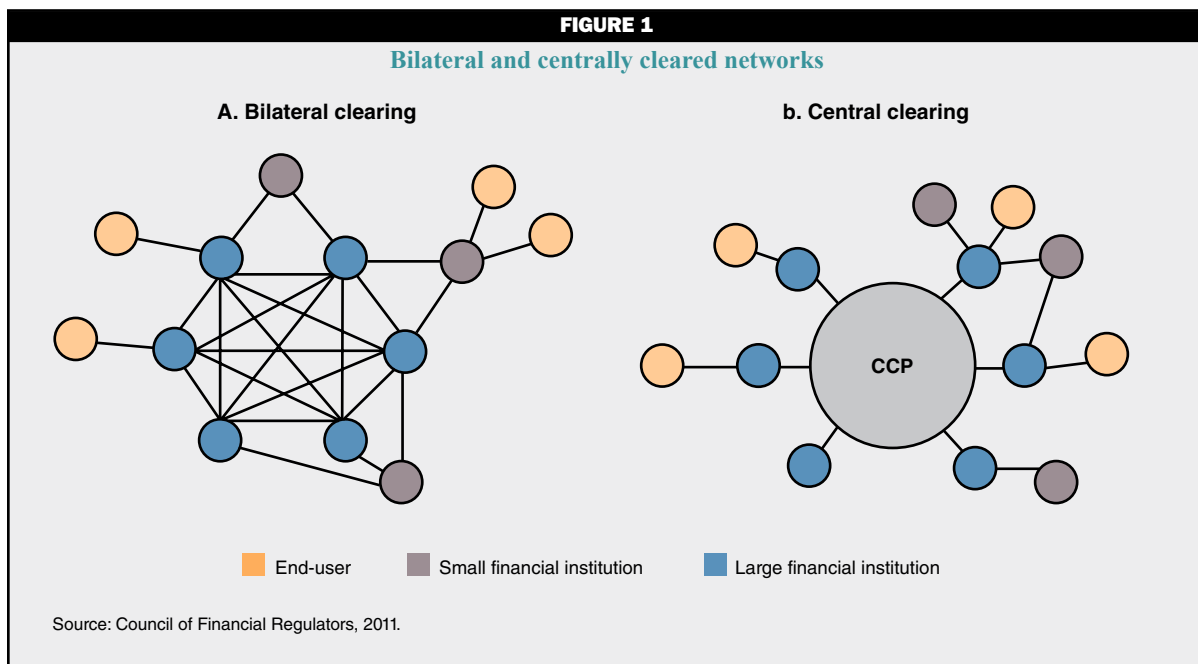 FIGURE 1
Bilateral and centrally cleared networks
A. Bilateral clearing
b. Central clearing
CCP
End-user
Small financial institution
Large financial institution
Source: Council of Financial Regulators, 2011.